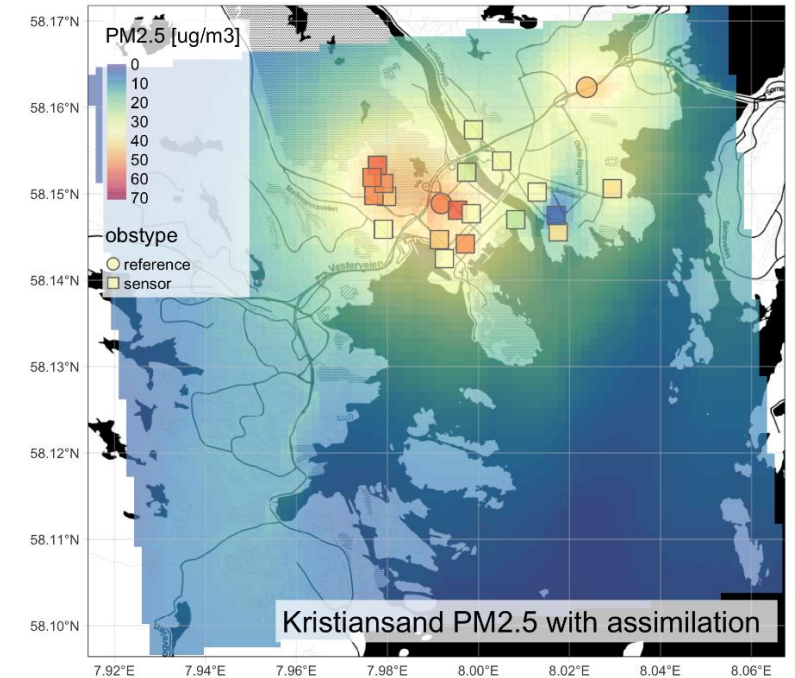 58.17°N
PM2.5 [ug/m3]
0
10
20
30
40
50
60
70
58.16°N
58.15°N
obstype
reference
sensor
Vesterveien
58.14°N
58.13°N
58.12°N
58.11°N
58.10°N
Kristiansand PM2.5 with assimilation
7.92°E 7.94°E 7.96°E 7.98°E 8.00°E 8.02°E 8.04°E 8.06°E